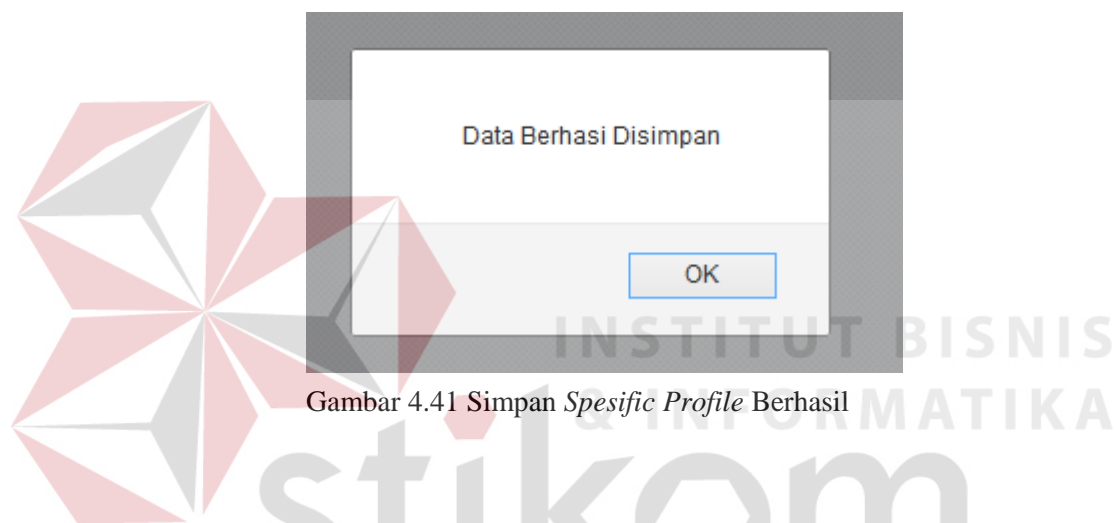 Data Berhasi Disimpan
OK
INSTITUT BISNIS
& INFORMATIKA
Gambar 4.41 Simpan Spesific Profile Berhasil
stikom